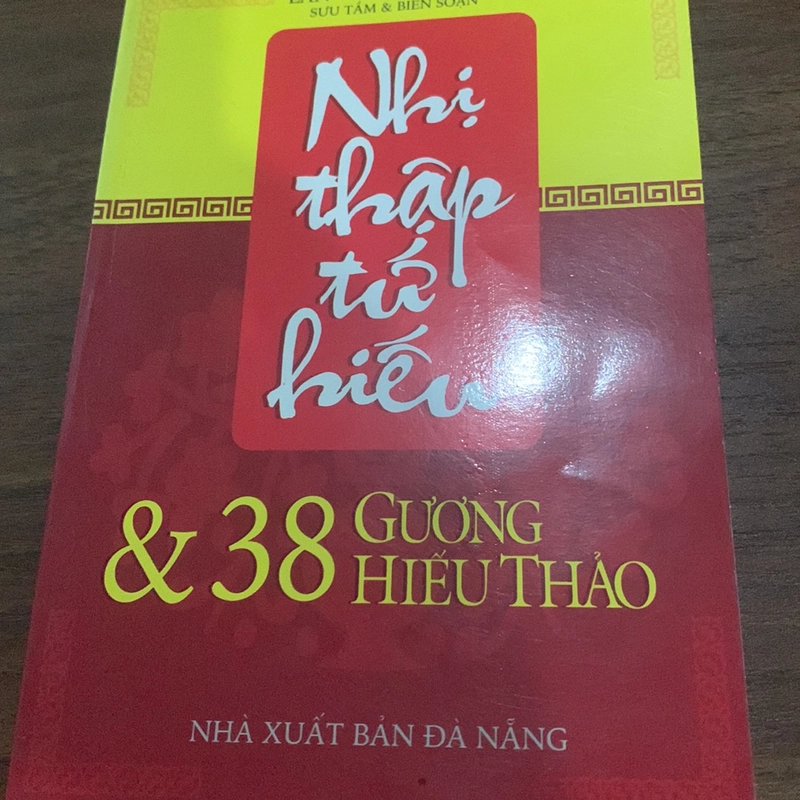 SƯU TẦM & BIÊN SOẠN
Nhị
thập
tứ
hiếu
& 38 GƯƠNG
HIẾU THẢO
NHÀ XUẤT BẢN ĐÀ NẴNG